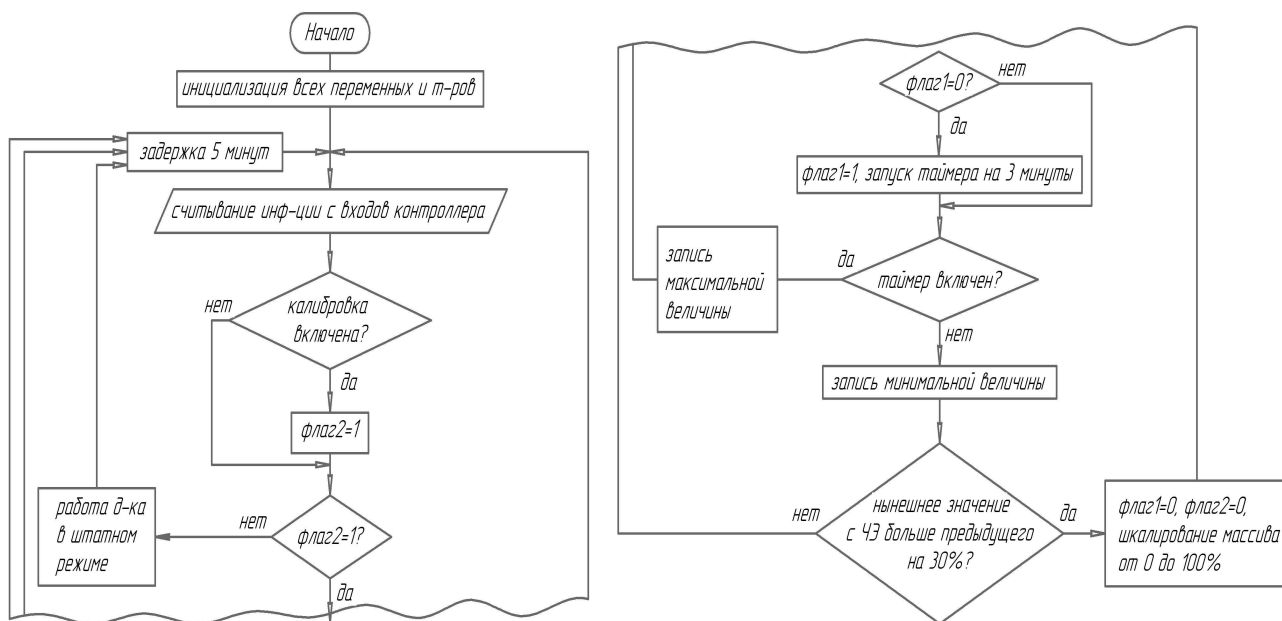 Начало
инициализация всех переменных и т-ров
задержка 5 минут
считывание инф-ции с входов контроллера
нет
калибровка
включена?
да
флаг2=1
работа д-ка
в штатном
режиме
нет
флаг2=1?
да
флаг1=0?
нет
да
флаг1=1, запуск таймера на 3 минуты
запись
максимальной
величины
да
таймер включен?
нет
запись минимальной величины
нет
нынешнее значение
с ЧЭ больше предыдущего
на 30%?
да
флаг1=0, флаг2=0,
шкалирование массива
от 0 до 100%